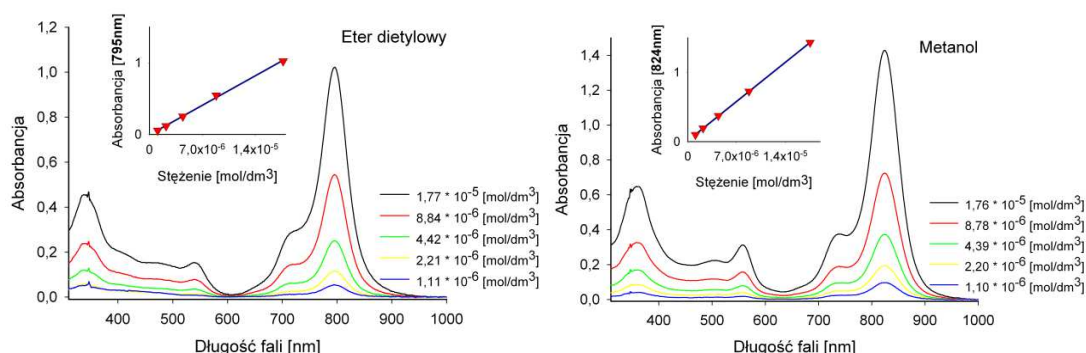 Eter dietylowy
Absorbancja
1,2
1,0
0,8
0,6
0,4
0,2
0,0
400 500 600 700 800 900 1000
Długość fali [nm]
Absorbancja [795nm]
1
0
0 7,0x10-6 1,4x10-5
Stężenie [mol/dm3]
1,77 * 10-5 [mol/dm3]
8,84 * 10-6 [mol/dm3]
4,42 * 10-6 [mol/dm3]
2,21 * 10-6 [mol/dm3]
1,11 * 10-6 [mol/dm3]
Metanol
Absorbancja
1,4
1,2
1,0
0,8
0,6
0,4
0,2
0,0
400 500 600 700 800 900 1000
Długość fali [nm]
Absorbancja [824nm]
1
0
0 7,0x10-6 1,4x10-5
Stężenie [mol/dm3]
1,76 * 10-5 [mol/dm3]
8,78 * 10-6 [mol/dm3]
4,39 * 10-6 [mol/dm3]
2,20 * 10-6 [mol/dm3]
1,10 * 10-6 [mol/dm3]